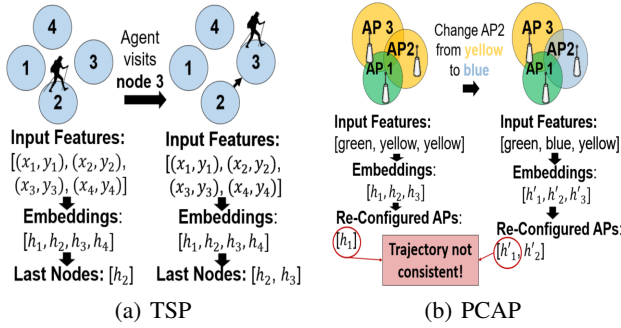 4
1
3
2
Agent
visits
node 3
4
1
3
2
Input Features:
[(x₁, y₁), (x₂, y₂),
(x₃, y₃), (x₄, y₄)]
Embeddings:
[h₁, h₂, h₃, h₄]
Last Nodes: [h₂]
Input Features:
[(x₁, y₁), (x₂, y₂),
(x₃, y₃), (x₄, y₄)]
Embeddings:
[h₁, h₂, h₃, h₄]
Last Nodes: [h₂, h₃]
(a) TSP
AP 3
AP2
AP 1
Change AP2
from yellow
to blue
AP 3
AP2
AP 1
Input Features:
[green, yellow, yellow]
Embeddings:
[h₁, h₂, h₃]
Re-Configured APs:
[h₁]
Input Features:
[green, blue, yellow]
Embeddings:
[h'₁, h'₂, h'₃]
Re-Configured APs:
[h'₁, h'₂]
Trajectory not
consistent!
(b) PCAP